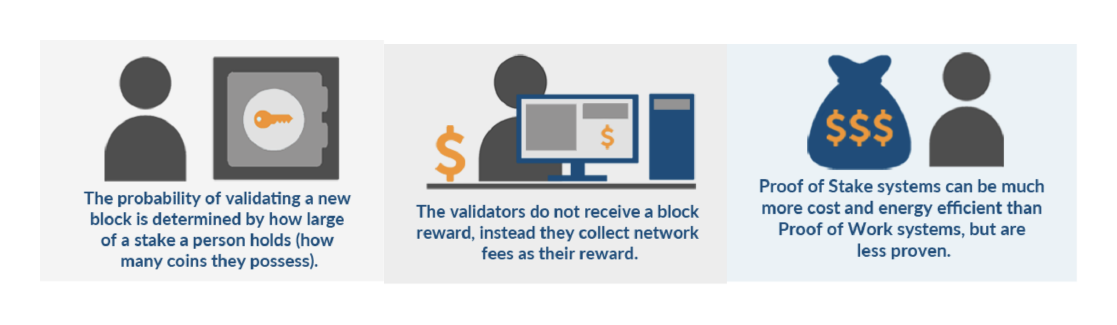 The probability of validating a new
block is determined by how large
of a stake a person holds (how
many coins they possess).
$
$
The validators do not receive a block
reward, instead they collect network
fees as their reward.
$$$
Proof of Stake systems can be much
more cost and energy efficient than
Proof of Work systems, but are
less proven.